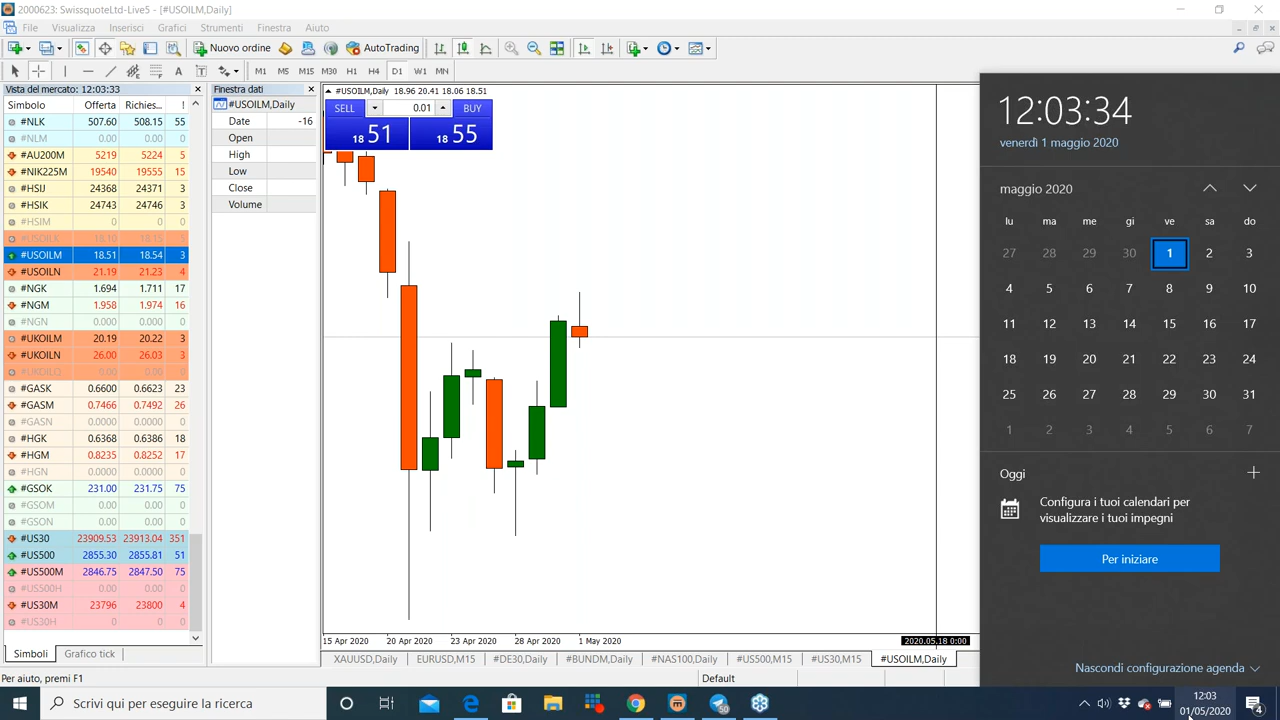 2000623: SwissquoteLtd-Live5 - [#USOILM,Daily]
File Visualizza Inserisci Grafici Strumenti Finestra Aiuto
Nuovo ordine AutoTrading
A T M1 M5 M15 M30 H1 H4 D1 W1 MN
Vista del mercato: 12:03:33
Simbolo Offerta Richies... !
#NLK 507.60 508.15 55
#NLM 0.00 0.00 0
#AU200M 5219 5224 5
#NIK225M 19540 19555 15
#HSIJ 24368 24371 3
#HSIK 24743 24746 3
#HSIM 0 0 0
#USOILK 18.10 18.15
#USOILM 18.51 18.54 3
#USOILN 21.19 21.23 4
#NGK 1.694 1.711 17
#NGM 1.958 1.974 16
#NGN 0.000 0.000 0
#UKOILM 20.19 20.22 3
#UKOILN 26.00 26.03 3
#UKOILQ 0.00 0.00 0
#GASK 0.6600 0.6623 23
#GASM 0.7466 0.7492 26
#GASN 0.0000 0.0000 0
#HGK 0.6368 0.6386 18
#HGM 0.8235 0.8252 17
#HGN 0.0000 0.0000 0
#GSOK 231.00 231.75 75
#GSOM 0.00 0.00 0
#GSON 0.00 0.00 0
#US30 23909.53 23913.04 351
#US500 2855.30 2855.81 51
#US500M 2846.75 2847.50 75
#US500H 0.00 0.00 0
#US30M 23796 23800 4
#US30H 0 0 0
Simboli Grafico tick
Finestra dati
#USOILM,Daily
Date -16
Open
High
Low
Close
Volume
#USOILM,Daily 18.96 20.41 18.06 18.51
SELL 0.01 BUY
18 51 18 55
15 Apr 2020 20 Apr 2020 23 Apr 2020 28 Apr 2020 1 May 2020 2020.05.18 0:00
XAUUSD,Daily EURUSD,M15 #DE30,Daily #BUNDM,Daily #NAS100,Daily #US500,M15 #US30,M15 #USOILM,Daily
Per aiuto, premi F1 Default
12:03:34
venerdì 1 maggio 2020
maggio 2020
lu ma me gi ve sa do
27 28 29 30 1 2 3
4 5 6 7 8 9 10
11 12 13 14 15 16 17
18 19 20 21 22 23 24
25 26 27 28 29 30 31
1 2 3 4 5 6 7
Oggi
Configura i tuoi calendari per
visualizzare i tuoi impegni
Per iniziare
Nascondi configurazione agenda
Scrivi qui per eseguire la ricerca
50
12:03
01/05/2020
4